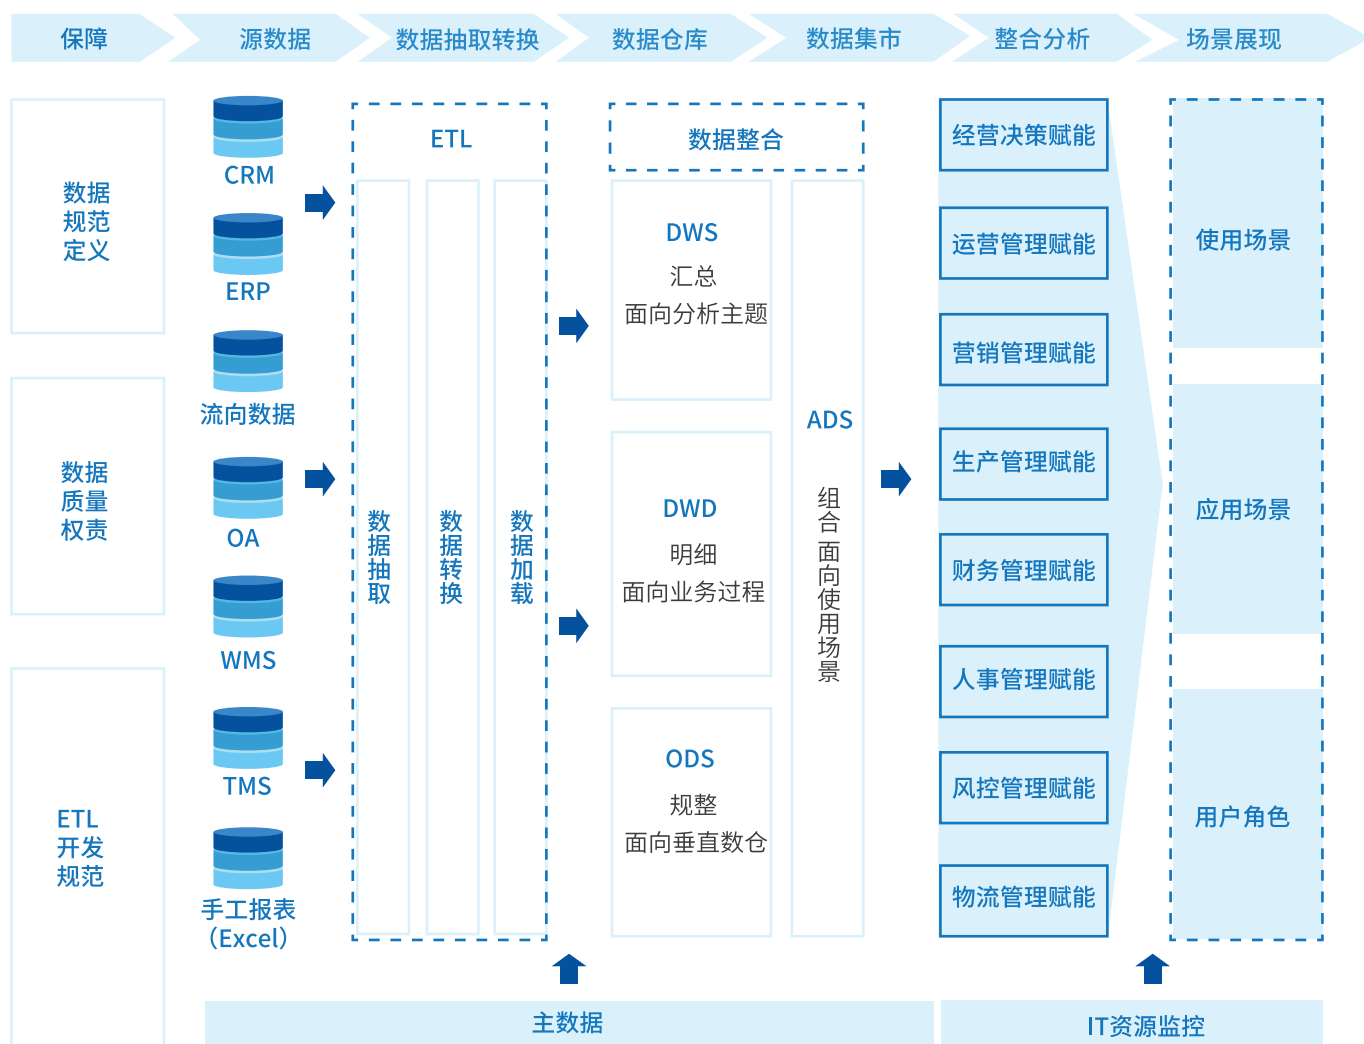 保障
源数据
数据抽取转换
数据仓库
数据集市
整合分析
场景展现
数据
规范
定义
数据
质量
权责
ETL
开发
规范
CRM
ERP
流向数据
OA
WMS
TMS
手工报表
（Excel）
ETL
数据抽取
数据转换
数据加载
数据整合
DWS
汇总
面向分析主题
DWD
明细
面向业务过程
ODS
规整
面向垂直数仓
ADS
组合 面向使用场景
经营决策赋能
运营管理赋能
营销管理赋能
生产管理赋能
财务管理赋能
人事管理赋能
风控管理赋能
物流管理赋能
使用场景
应用场景
用户角色
主数据
IT资源监控